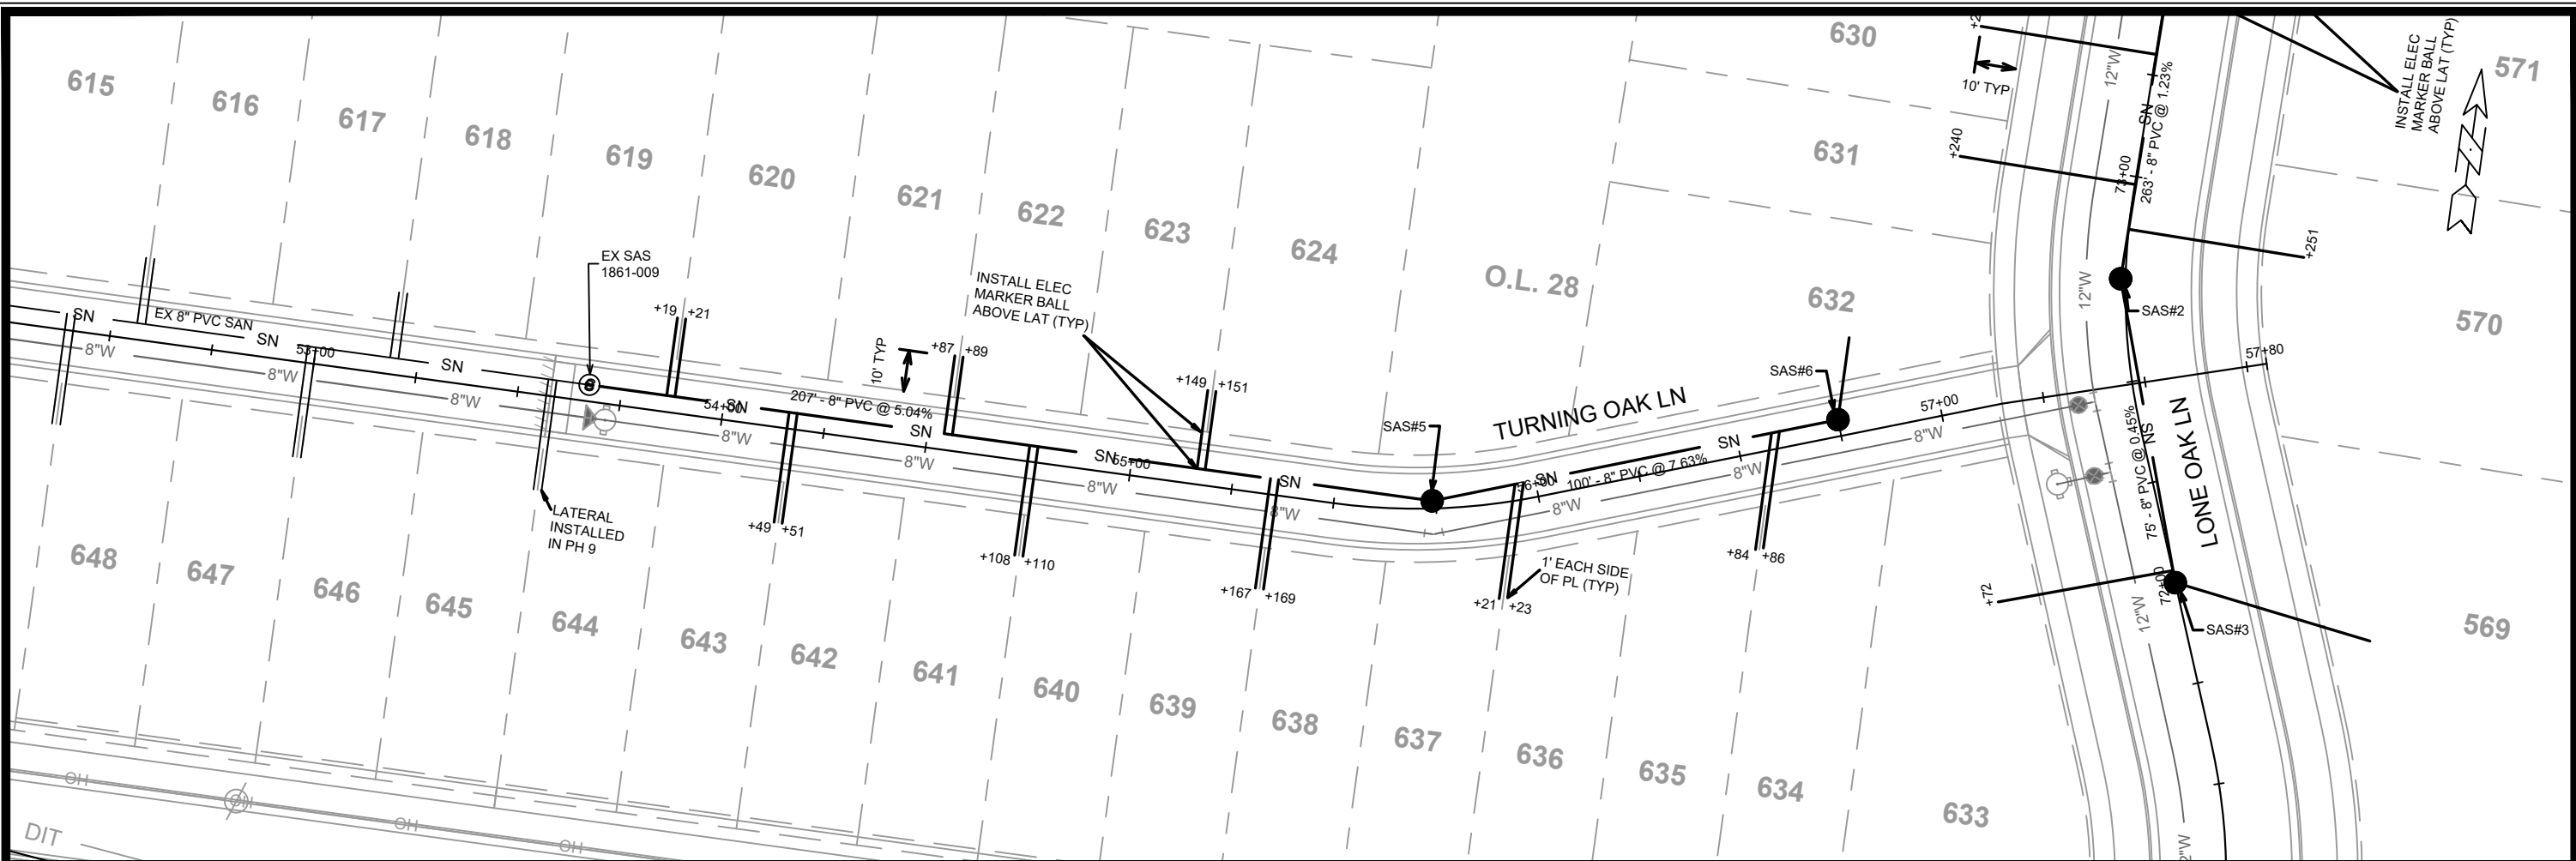 615
616
617
618
619
620
621
622
623
624
O.L. 28
630
631
632
571
570
569
10' TYP
12"W
SN
263' - 8" PVC @ 1.23%
INSTALL ELEC
MARKER BALL
ABOVE LAT (TYP)
+240
73+00
+251
12"W
SAS#2
EX SAS
1861-009
+19
+21
INSTALL ELEC
MARKER BALL
ABOVE LAT (TYP)
10' TYP
+87
+89
+149
+151
SN
EX 8" PVC SAN
SN
53+00
SN
8"W
8"W
8"W
S
54+00
SN
207' - 8" PVC @ 5.04%
SN
8"W
8"W
SN
55+00
8"W
SN
8"W
SAS#5
TURNING OAK LN
SAS#6
56+00
SN
100' - 8" PVC @ 7.63%
SN
8"W
8"W
57+00
8"W
57+80
75' - 8" PVC @ 0.45%
SN
LONE OAK LN
+72
72+00
12"W
SAS#3
LATERAL
INSTALLED
IN PH 9
+49
+51
+108
+110
+167
+169
+21
+23
1' EACH SIDE
OF PL (TYP)
+84
+86
648
647
646
645
644
643
642
641
640
639
638
637
636
635
634
633
OH
OH
OH
OH
DIT